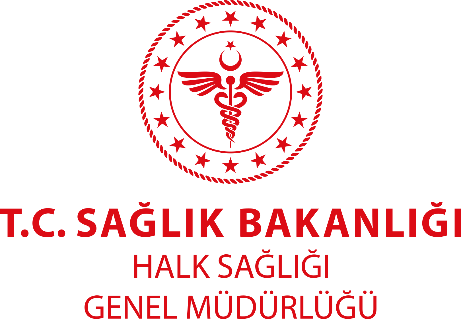 T.C. SAĞLIK BAKANLIĞI
HALK SAĞLIĞI
GENEL MÜDÜRLÜĞÜ